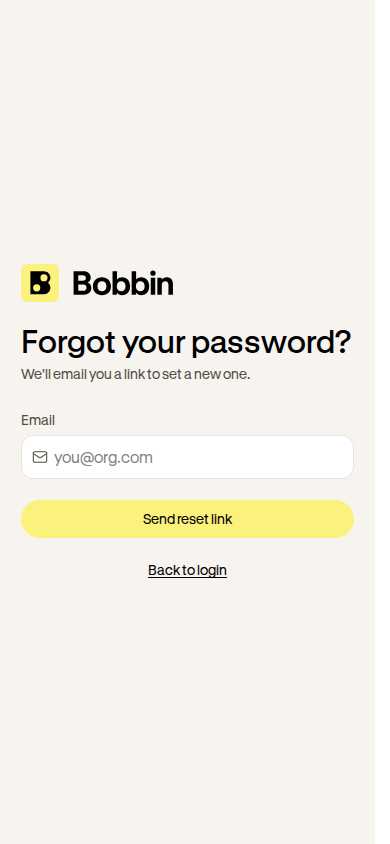 Bobbin
Forgot your password?
We'll email you a link to set a new one.
Email
you@org.com
Send reset link
Back to login